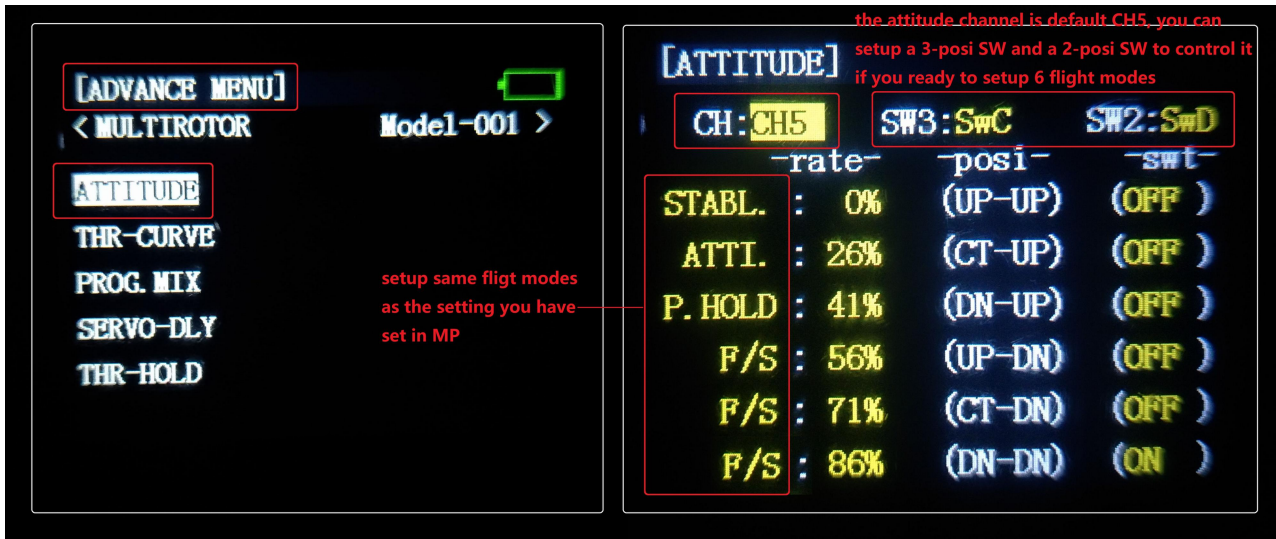 [ADVANCE MENU]
< MULTIROTOR Model-001 >
ATTITUDE
THR-CURVE
PROG.MIX
SERVO-DLY
THR-HOLD
setup same fligt modes
as the setting you have
set in MP
the attitude channel is default CH5, you can
setup a 3-posi SW and a 2-posi SW to control it
if you ready to setup 6 flight modes
[ATTITUDE]
CH:CH5 SW3:SwC SW2:SwD
-rate- -posi- -swt-
STABL. : 0% (UP-UP) (OFF )
ATTI. : 26% (CT-UP) (OFF )
P.HOLD : 41% (DN-UP) (OFF )
F/S : 56% (UP-DN) (OFF )
F/S : 71% (CT-DN) (OFF )
F/S : 86% (DN-DN) (ON )